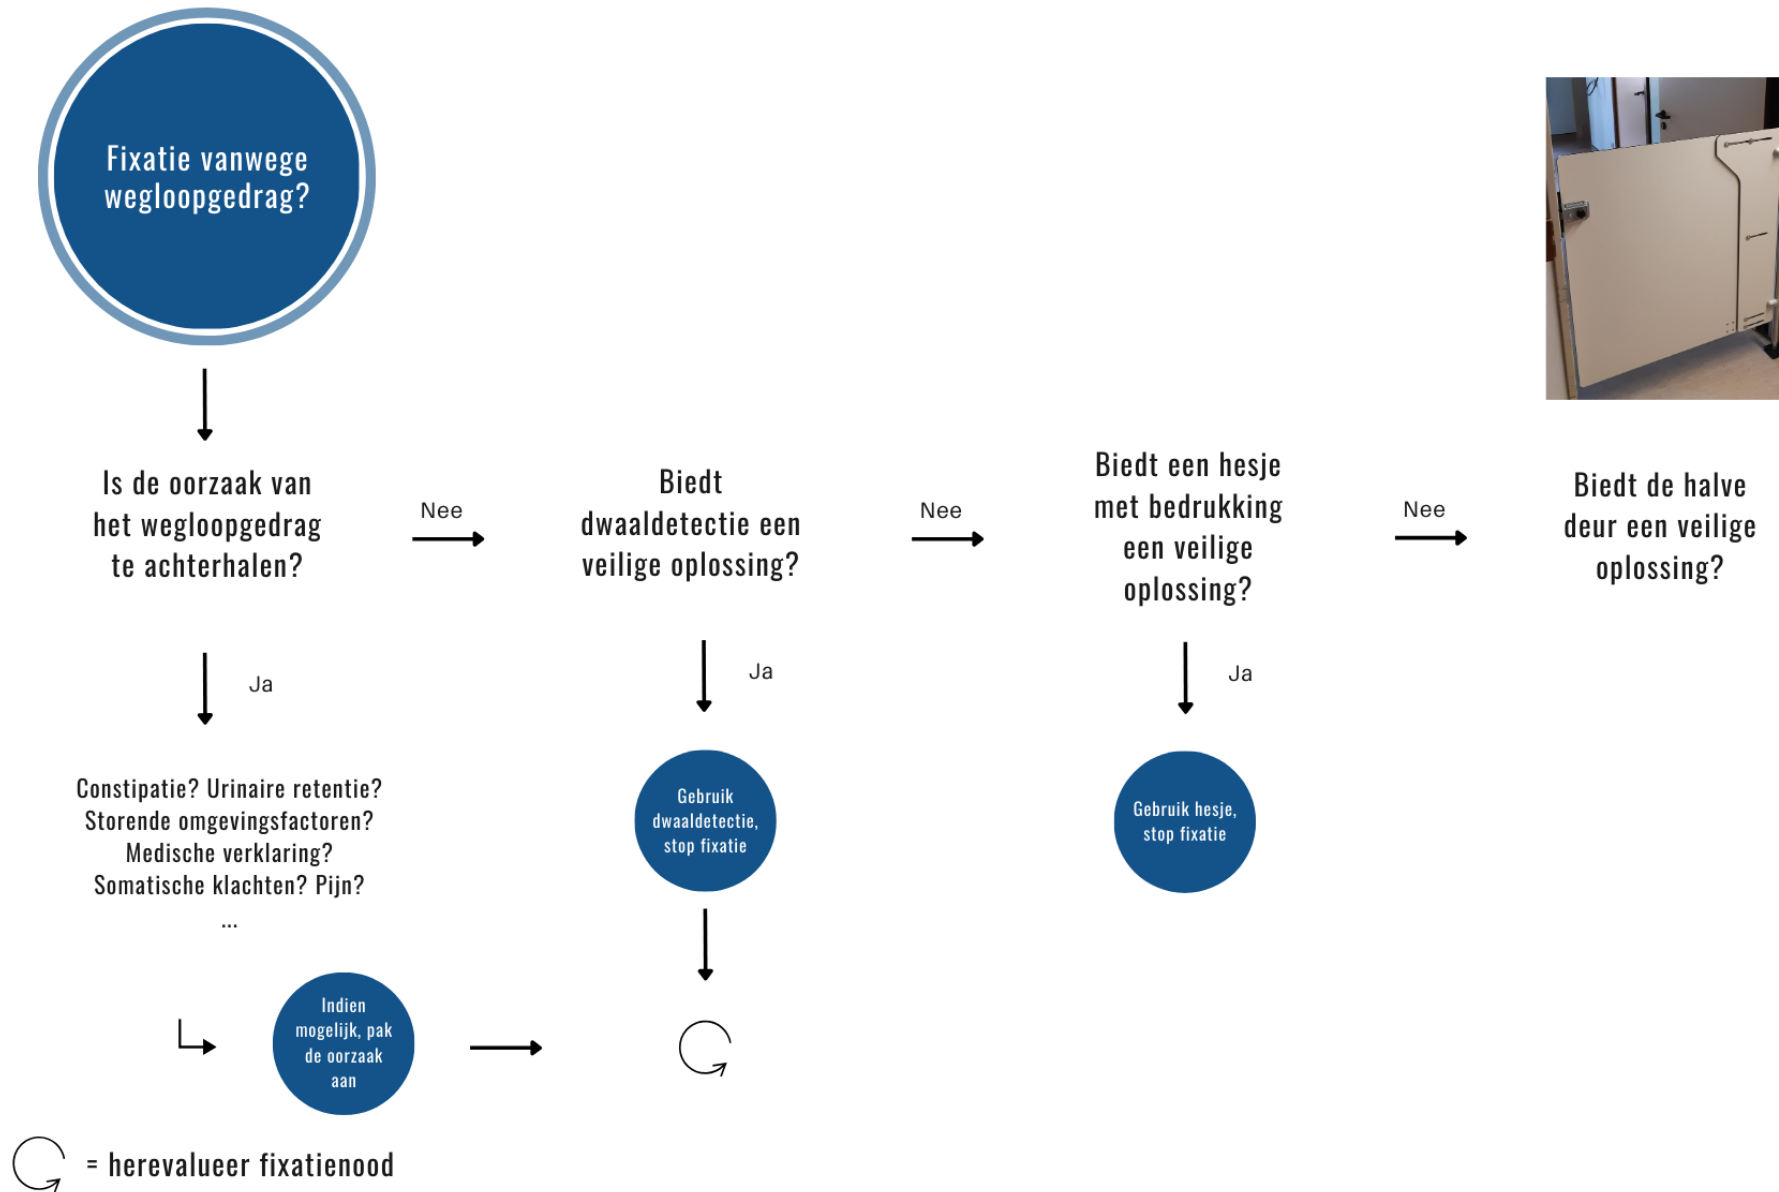 Fixatie vanwege
wegloopgedrag?
Is de oorzaak van
het wegloopgedrag
te achterhalen?
Nee
Biedt
dwaaldetectie een
veilige oplossing?
Nee
Biedt een hesje
met bedrukking
een veilige
oplossing?
Nee
Biedt de halve
deur een veilige
oplossing?
Ja
Ja
Ja
Constipatie? Urinaire retentie?
Storende omgevingsfactoren?
Medische verklaring?
Somatische klachten? Pijn?
...
Gebruik
dwaaldetectie,
stop fixatie
Gebruik hesje,
stop fixatie
Indien
mogelijk, pak
de oorzaak
aan
= herevalueer fixatienood